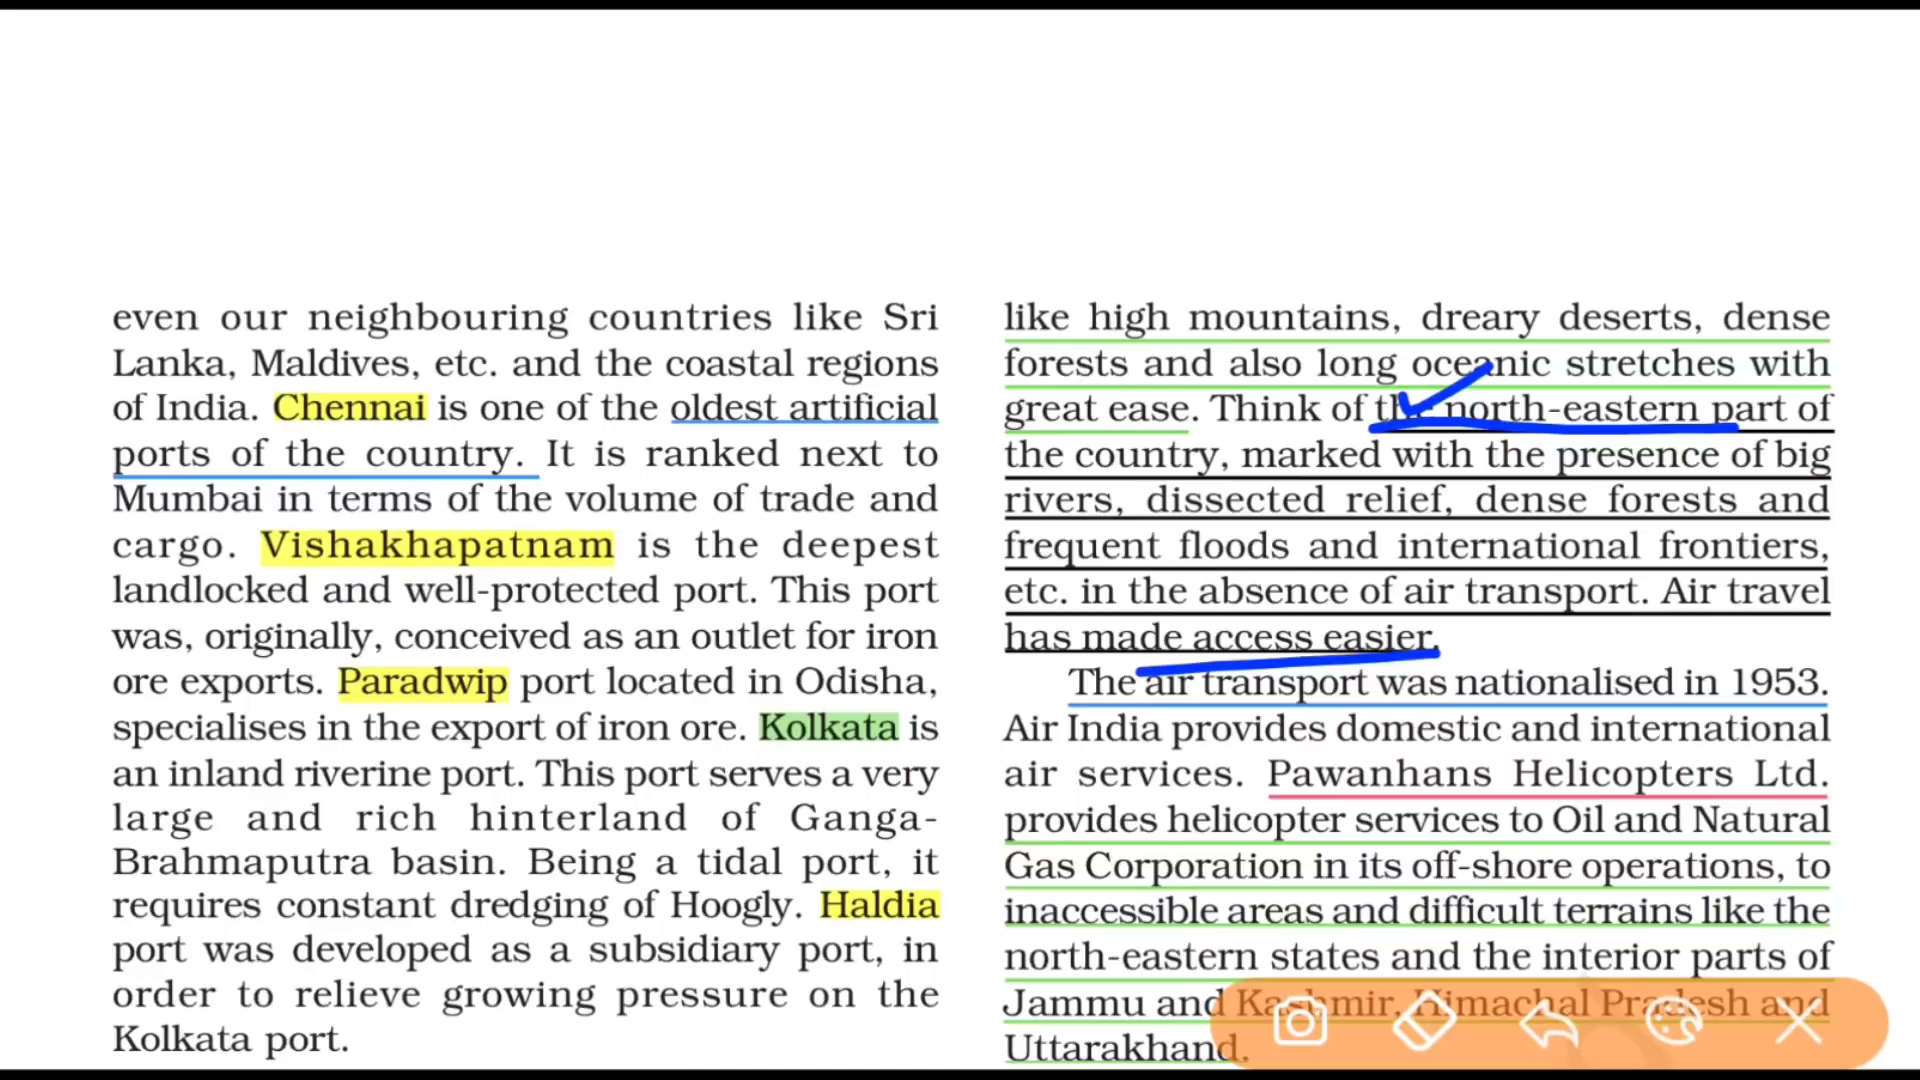 even our neighbouring countries like Sri
Lanka, Maldives, etc. and the coastal regions
of India. Chennai is one of the oldest artificial
ports of the country. It is ranked next to
Mumbai in terms of the volume of trade and
cargo. Vishakhapatnam is the deepest
landlocked and well-protected port. This port
was, originally, conceived as an outlet for iron
ore exports. Paradwip port located in Odisha,
specialises in the export of iron ore. Kolkata is
an inland riverine port. This port serves a very
large and rich hinterland of Ganga-
Brahmaputra basin. Being a tidal port, it
requires constant dredging of Hoogly. Haldia
port was developed as a subsidiary port, in
order to relieve growing pressure on the
Kolkata port.
like high mountains, dreary deserts, dense
forests and also long oceanic stretches with
great ease. Think of the north-eastern part of
the country, marked with the presence of big
rivers, dissected relief, dense forests and
frequent floods and international frontiers,
etc. in the absence of air transport. Air travel
has made access easier.
The air transport was nationalised in 1953.
Air India provides domestic and international
air services. Pawanhans Helicopters Ltd.
provides helicopter services to Oil and Natural
Gas Corporation in its off-shore operations, to
inaccessible areas and difficult terrains like the
north-eastern states and the interior parts of
Jammu and Kashmir, Himachal Pradesh and
Uttarakhand.